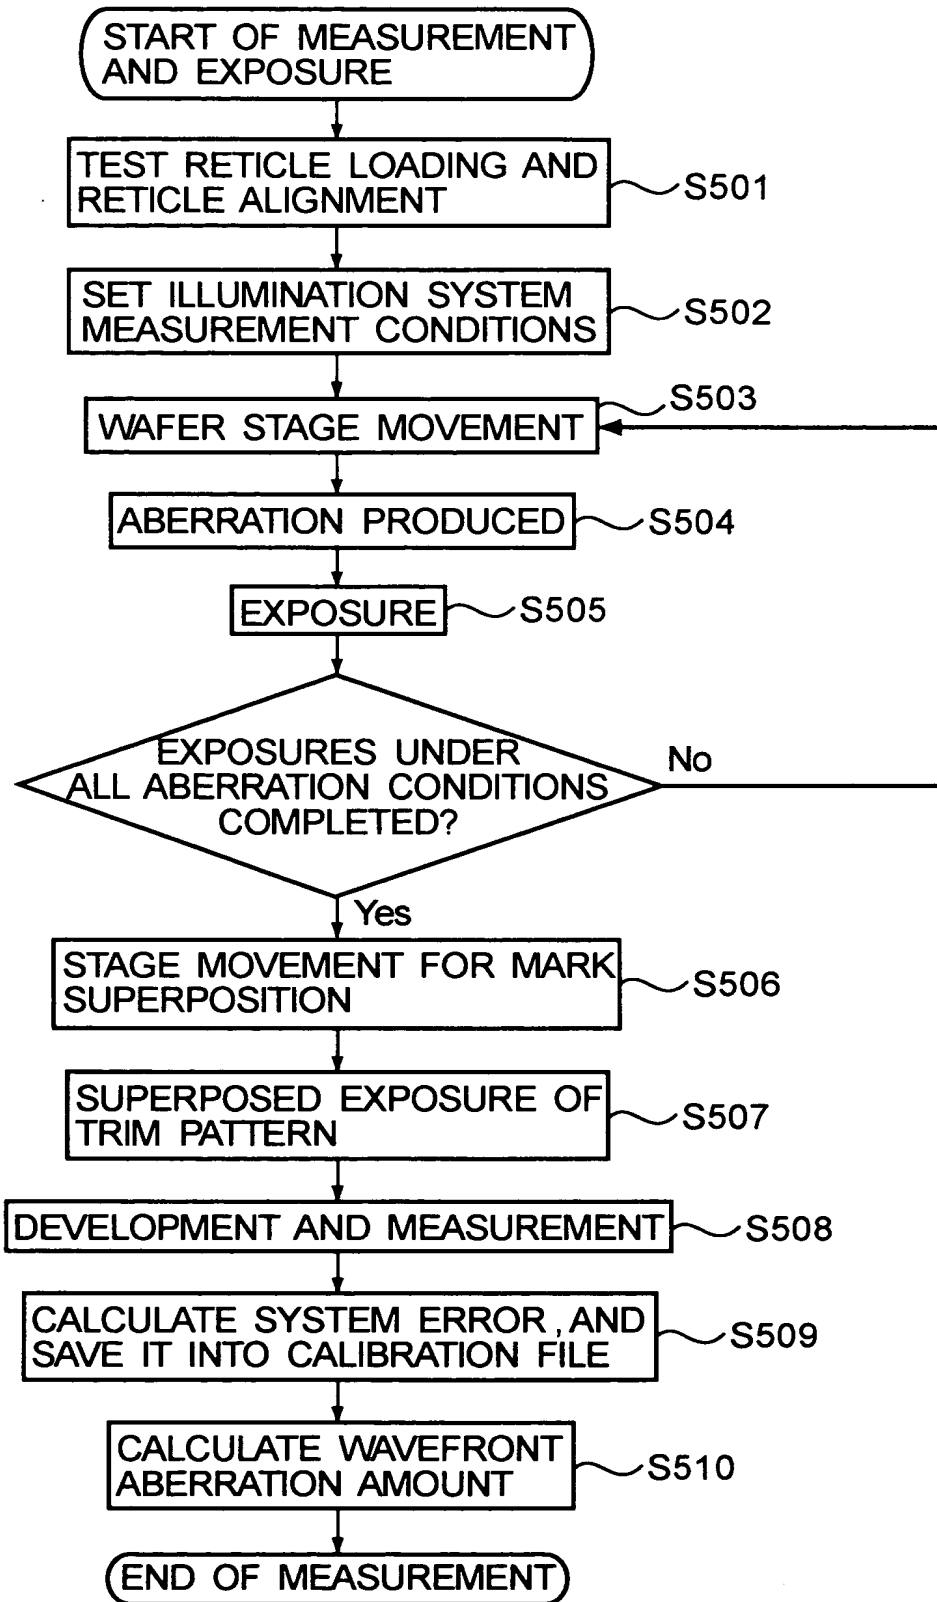 START OF MEASUREMENT
AND EXPOSURE
TEST RETICLE LOADING AND
RETICLE ALIGNMENT
S501
SET ILLUMINATION SYSTEM
MEASUREMENT CONDITIONS
S502
WAFER STAGE MOVEMENT
S503
ABERRATION PRODUCED
S504
EXPOSURE
S505
EXPOSURES UNDER
ALL ABERRATION CONDITIONS
COMPLETED?
No
Yes
STAGE MOVEMENT FOR MARK
SUPERPOSITION
S506
SUPERPOSED EXPOSURE OF
TRIM PATTERN
S507
DEVELOPMENT AND MEASUREMENT
S508
CALCULATE SYSTEM ERROR, AND
SAVE IT INTO CALIBRATION FILE
S509
CALCULATE WAVEFRONT
ABERRATION AMOUNT
S510
END OF MEASUREMENT